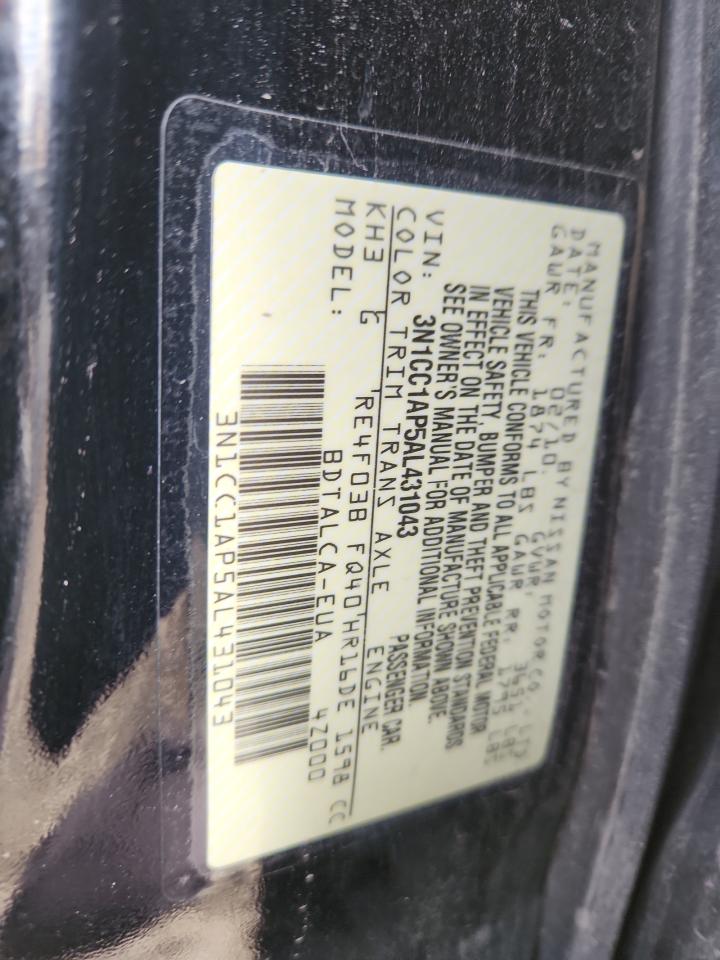 MANUFACTURED BY NISSAN MOTOR CO., LTD
DATE: 02/10. GVWR: 3651 LBS
GAWR FR: 1874 LBS GAWR RR: 1795 LBS
THIS VEHICLE CONFORMS TO ALL APPLICABLE FEDERAL MOTOR
VEHICLE SAFETY, BUMPER AND THEFT PREVENTION STANDARDS
IN EFFECT ON THE DATE OF MANUFACTURE SHOWN ABOVE.
SEE OWNER'S MANUAL FOR ADDITIONAL INFORMATION.
VIN: 3N1CC1AP5AL431043 PASSENGER CAR.
COLOR TRIM TRANS AXLE ENGINE
KH3 G RE4F03B FQ40 HR16DE 1598 CC
MODEL: BDTALCA-EUA 4Z000
3N1CC1AP5AL431043